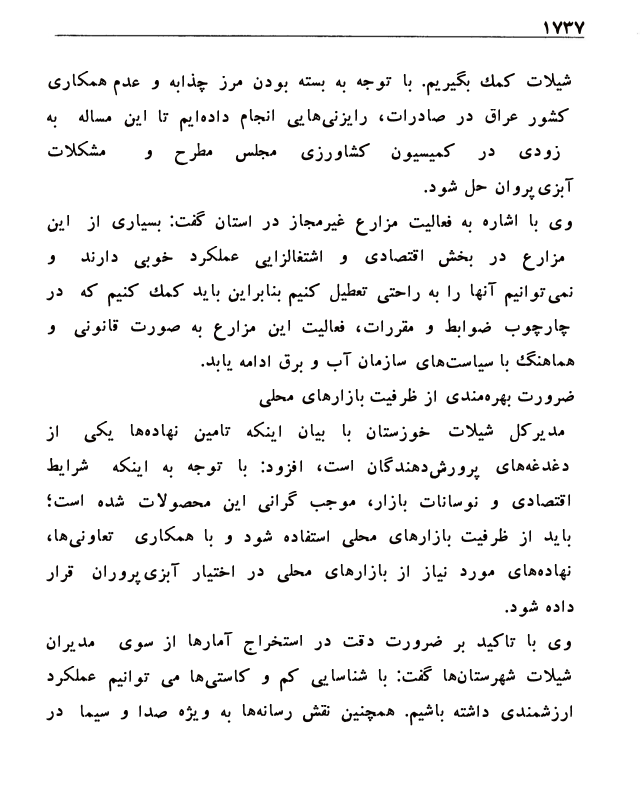 ۱۷۳۷
شیلات کمك بگیریم. با توجه به بسته بودن مرز چذابه و عدم همکاری
کشور عراق در صادرات، رایزنی‌هایی انجام داده‌ایم تا این مساله به
زودی در کمیسیون کشاورزی مجلس مطرح و مشکلات
آبزی‌پروان حل شود.
وی با اشاره به فعالیت مزارع غیرمجاز در استان گفت: بسیاری از این
مزارع در بخش اقتصادی و اشتغالزایی عملکرد خوبی دارند و
نمی‌توانیم آنها را به راحتی تعطیل کنیم بنابراین باید کمك کنیم که در
چارچوب ضوابط و مقررات، فعالیت این مزارع به صورت قانونی و
هماهنگ با سیاست‌های سازمان آب و برق ادامه یابد.
ضرورت بهره‌مندی از ظرفیت بازارهای محلی
مدیرکل شیلات خوزستان با بیان اینکه تامین نهاده‌ها یکی از
دغدغه‌های پرورش‌دهندگان است، افزود: با توجه به اینکه شرایط
اقتصادی و نوسانات بازار، موجب گرانی این محصولات شده است؛
باید از ظرفیت بازارهای محلی استفاده شود و با همکاری تعاونی‌ها،
نهاده‌های مورد نیاز از بازارهای محلی در اختیار آبزی‌پروران قرار
داده شود.
وی با تاکید بر ضرورت دقت در استخراج آمارها از سوی مدیران
شیلات شهرستان‌ها گفت: با شناسایی کم و کاستی‌ها می توانیم عملکرد
ارزشمندی داشته باشیم. همچنین نقش رسانه‌ها به ویژه صدا و سیما در